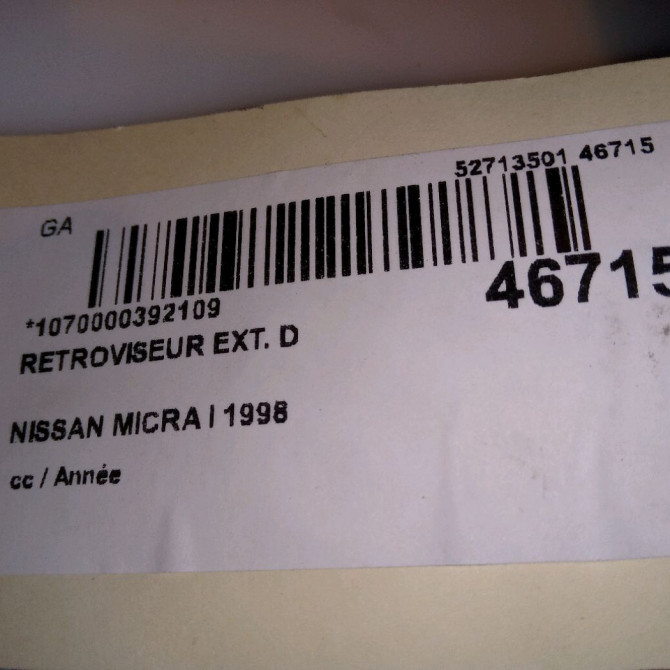 52713501 46715
GA
46715
*1070000392109
RETROVISEUR EXT. D
NISSAN MICRA I 1998
cc / Année